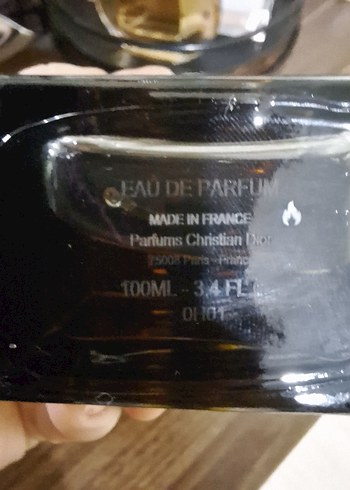 EAU DE PARFUM
MADE IN FRANCE
Parfums Christian Dior
75008 Paris - France
100ML - 3.4 FL.
0H01